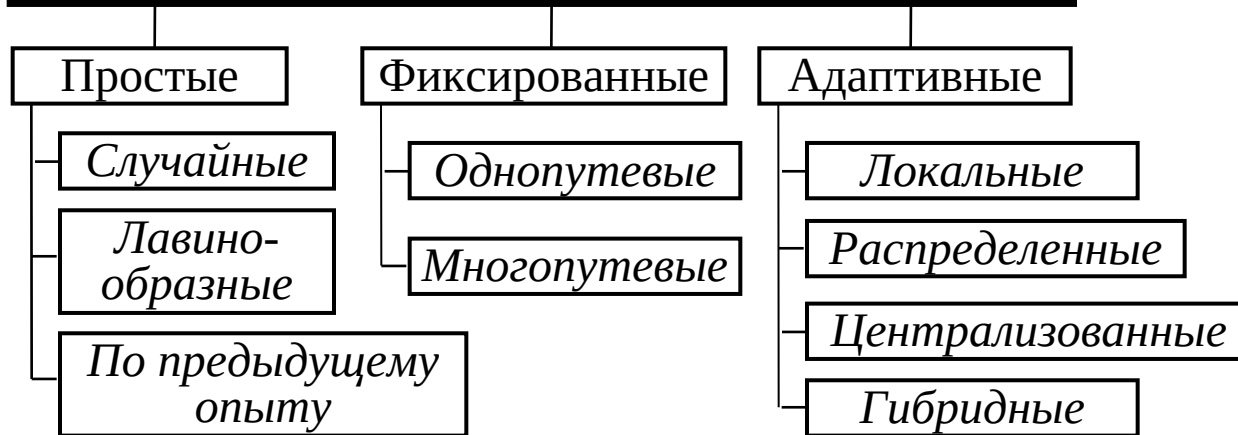 Простые
Случайные
Лавино-
образные
По предыдущему
опыту
Фиксированные
Однопутевые
Многопутевые
Адаптивные
Локальные
Распределенные
Централизованные
Гибридные